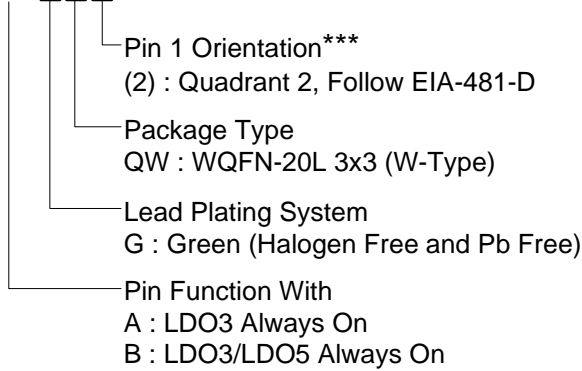 Pin 1 Orientation***
(2) : Quadrant 2, Follow EIA-481-D
Package Type
QW : WQFN-20L 3x3 (W-Type)
Lead Plating System
G : Green (Halogen Free and Pb Free)
Pin Function With
A : LDO3 Always On
B : LDO3/LDO5 Always On